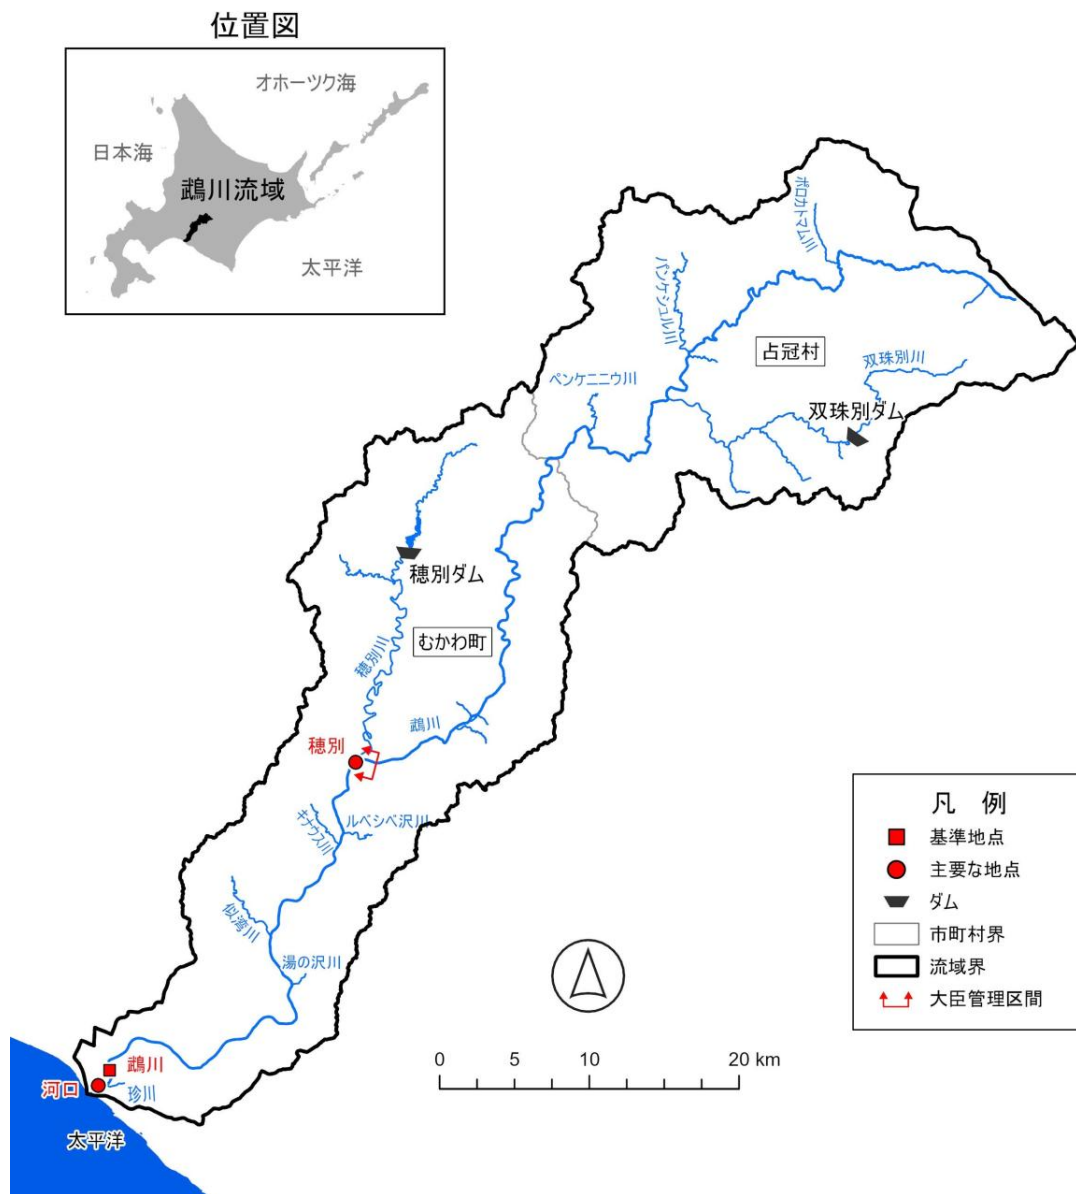 位置図
オホーツク海
日本海
鵡川流域
太平洋
ポロカトマム川
パンケシュル川
占冠村
双珠別川
ペンケニニウ川
双珠別ダム
穂別ダム
むかわ町
穂別川
鵡川
穂別
ルベシベ沢川
キナウス川
似湾川
湯の沢川
鵡川
河口
珍川
太平洋
凡 例
基準地点
主要な地点
ダム
市町村界
流域界
大臣管理区間
0 5 10 20 km